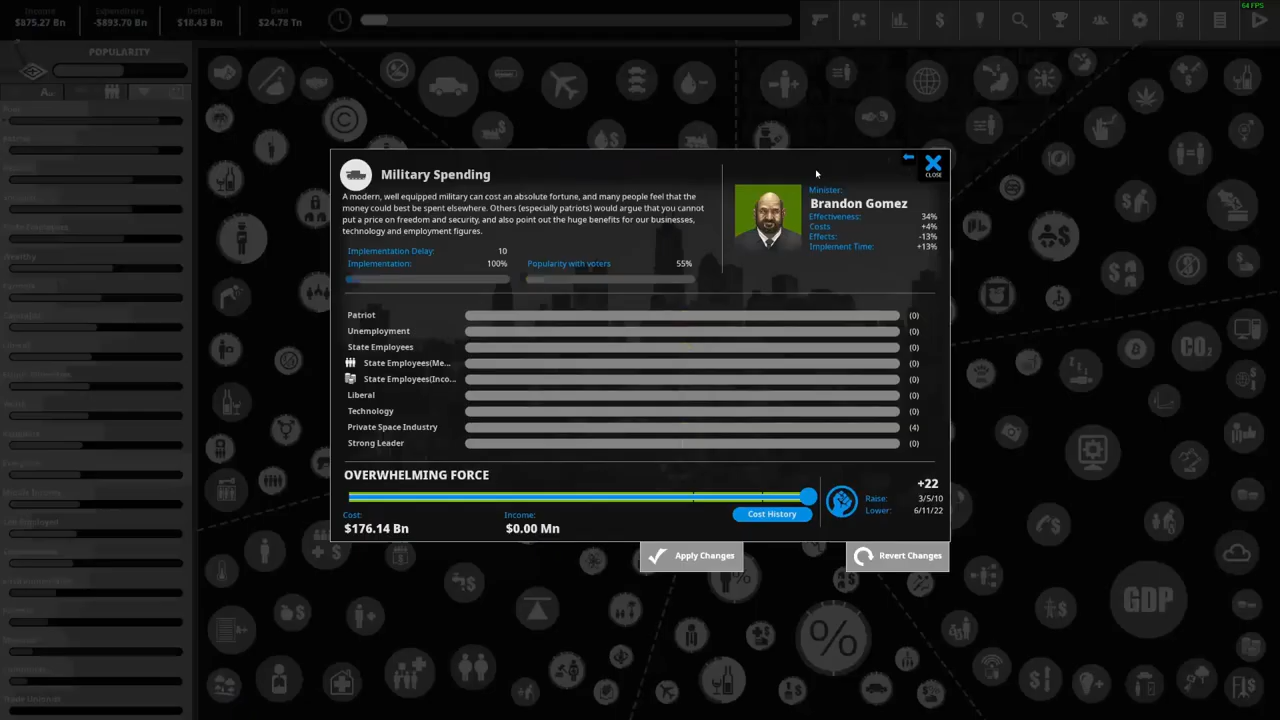 64 FPS
Income
Expenditure
Deficit
Debt
$875.27 Bn
-$893.70 Bn
$18.43 Bn
$24.78 Tn
POPULARITY
Military Spending
CLOSE
A modern, well equipped military can cost an absolute fortune, and many people feel that the
money could best be spent elsewhere. Others (especially patriots) would argue that you cannot
put a price on freedom and security, and also point out the huge benefits for our businesses,
technology and employment figures.
Minister:
Brandon Gomez
Effectiveness: 34%
Costs +4%
Effects: -13%
Implement Time: +13%
Implementation Delay: 10
Implementation: 100%
Popularity with voters 55%
Patriot (0)
Unemployment (0)
State Employees (0)
State Employees(Me... (0)
State Employees(Inco... (0)
Liberal (0)
Technology (0)
Private Space Industry (4)
Strong Leader (0)
OVERWHELMING FORCE
Cost:
$176.14 Bn
Income:
$0.00 Mn
Cost History
+22
Raise: 3/5/10
Lower: 6/11/22
Apply Changes
Revert Changes
CO2
GDP